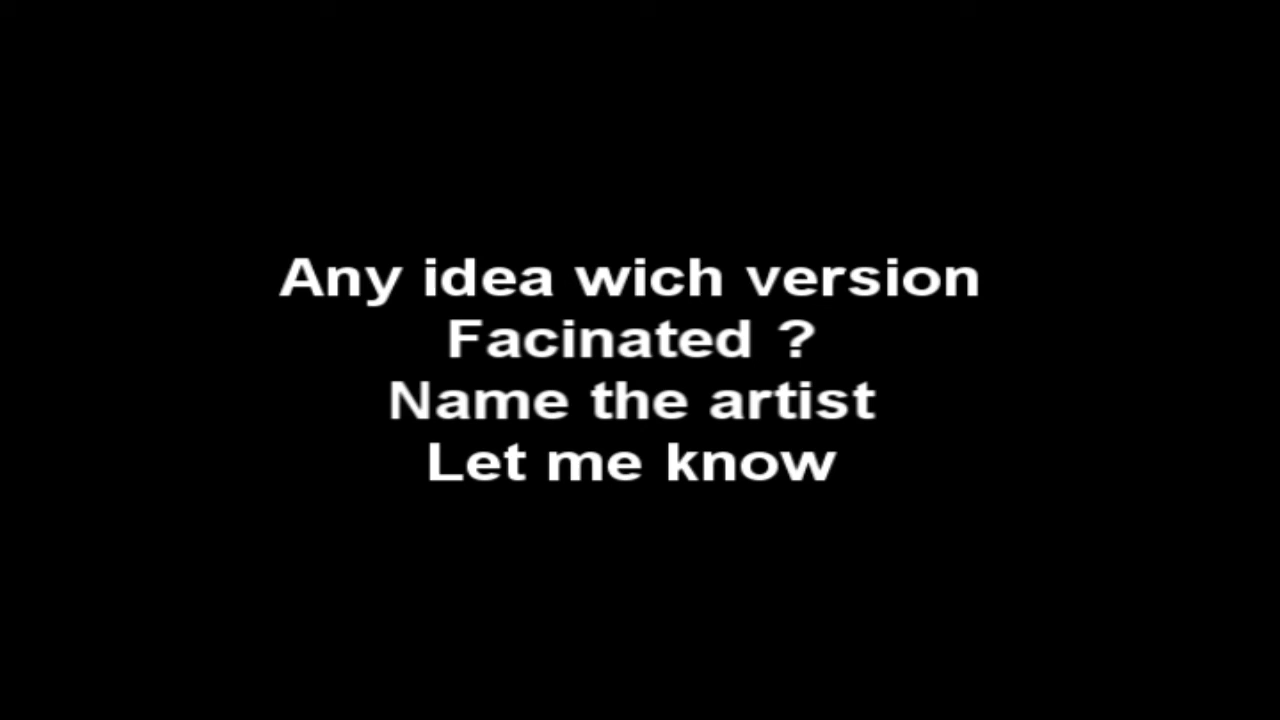 Any idea wich version
Facinated ?
Name the artist
Let me know